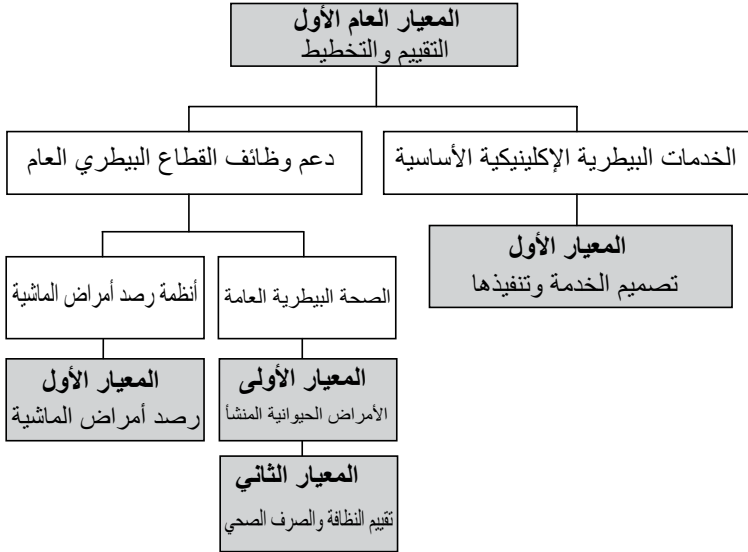 المعيار العام الأول
التقييم والتخطيط
الخدمات البيطرية الإكلينيكية الأساسية
دعم وظائف القطاع البيطري العام
المعيار الأول
تصميم الخدمة وتنفيذها
الصحة البيطرية العامة
أنظمة رصد أمراض الماشية
المعيار الأولى
الأمراض الحيوانية المنشأ
المعيار الأول
رصد أمراض الماشية
المعيار الثاني
تقييم النظافة والصرف الصحي